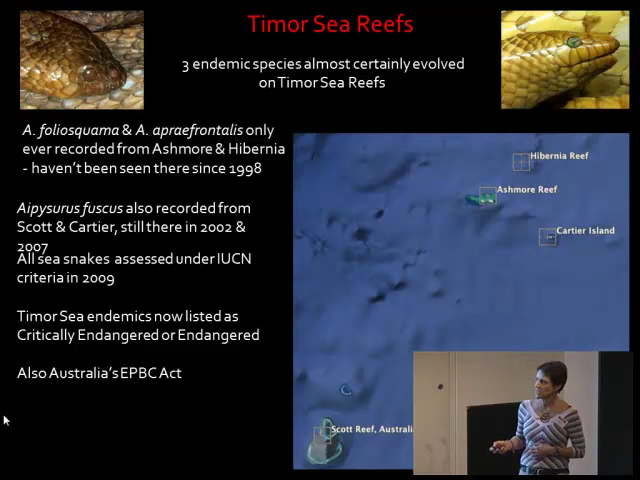 Timor Sea Reefs
3 endemic species almost certainly evolved
on Timor Sea Reefs
A. foliosquama & A. apraefrontalis only
ever recorded from Ashmore & Hibernia
- haven't been seen there since 1998
Aipysurus fuscus also recorded from
Scott & Cartier, still there in 2002 &
2007
All sea snakes assessed under IUCN
criteria in 2009
Timor Sea endemics now listed as
Critically Endangered or Endangered
Also Australia's EPBC Act
Hibernia Reef
Ashmore Reef
Cartier Island
Scott Reef, Australi